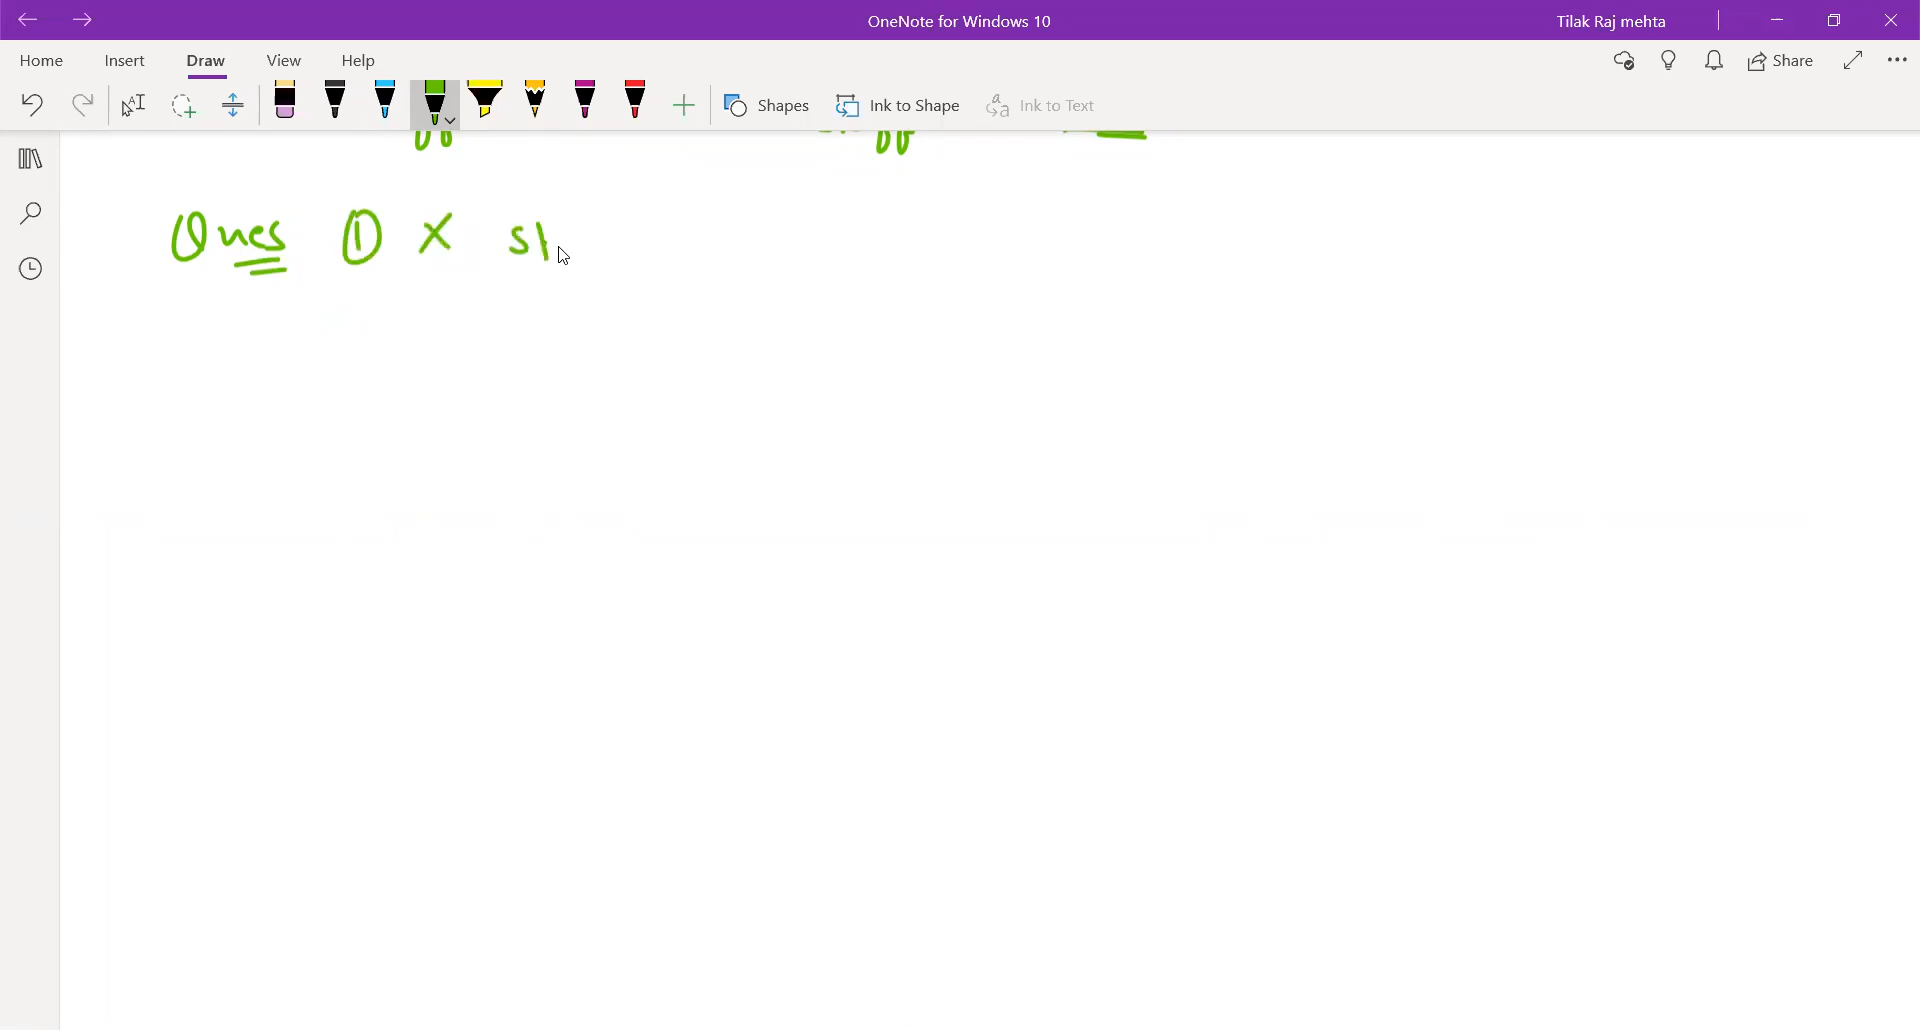 OneNote for Windows 10 Tilak Raj mehta
Home Insert Draw View Help Share
Shapes Ink to Shape Ink to Text
Ques ① X